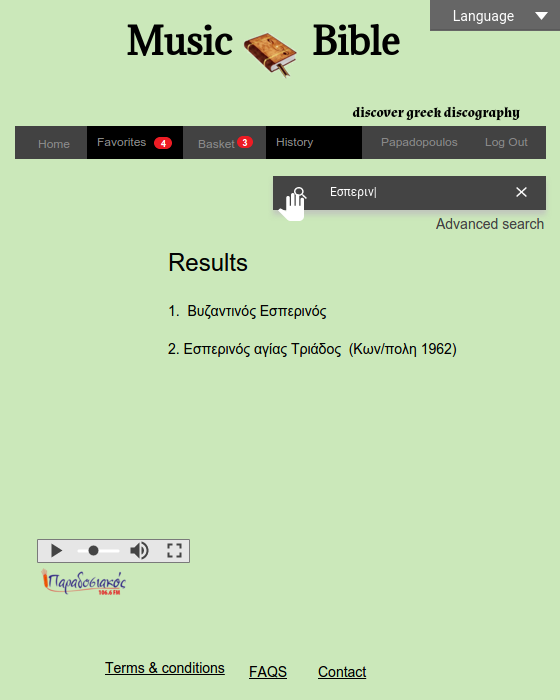 Language
Music Bible
discover greek discography
Home Favorites 4 Basket 3 History Papadopoulos Log Out
Εσπεριν
Advanced search
Results
1. Βυζαντινός Εσπερινός
2. Εσπερινός αγίας Τριάδος (Κων/πολη 1962)
Παραδοσιακός
106.6 FM
Terms & conditions FAQS Contact